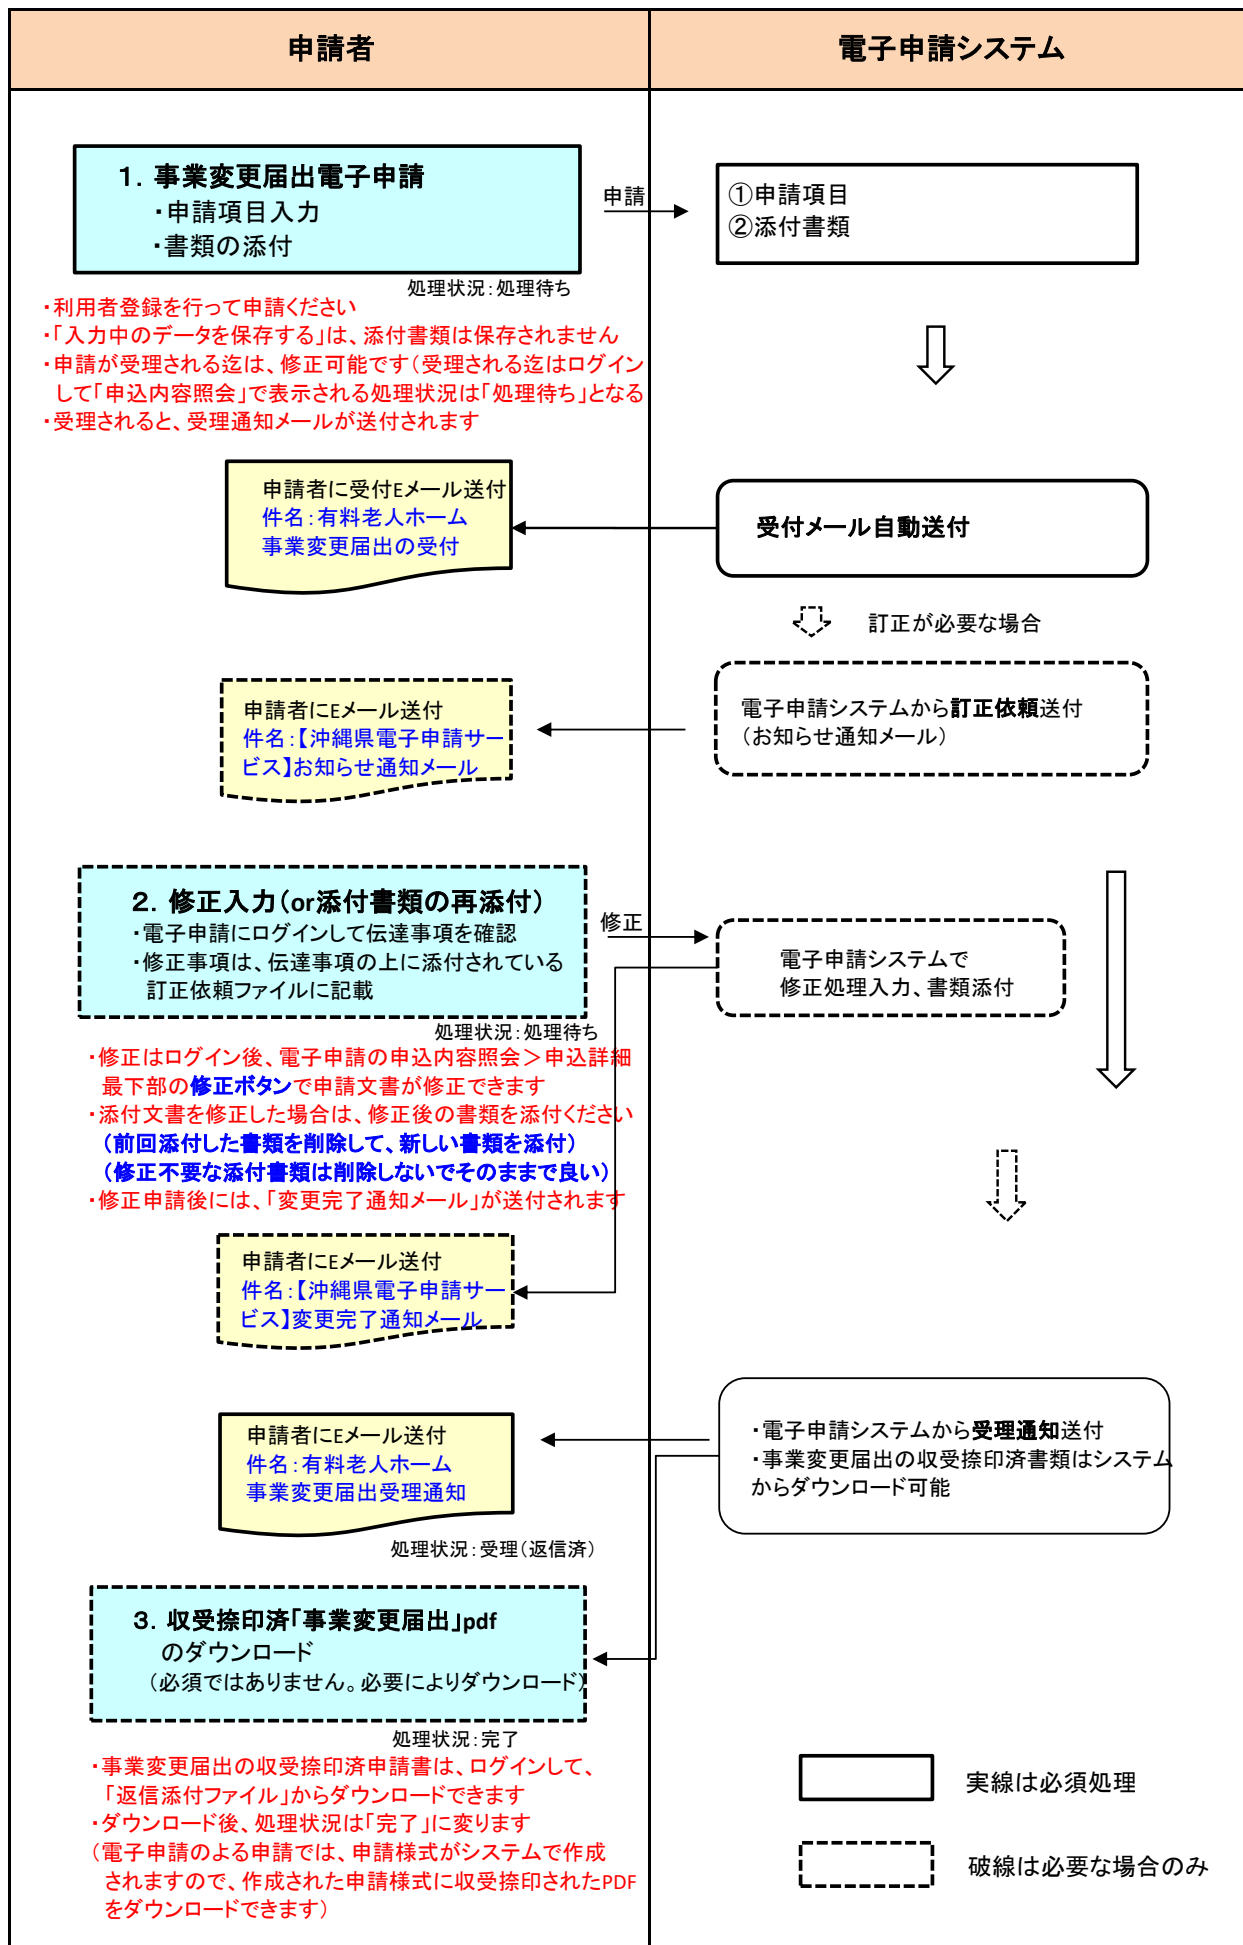 申請者
電子申請システム
１．事業変更届出電子申請
・申請項目入力
・書類の添付
申請
①申請項目
②添付書類
処理状況：処理待ち
・利用者登録を行って申請ください
・「入力中のデータを保存する」は、添付書類は保存されません
・申請が受理される迄は、修正可能です（受理される迄はログイン
して「申込内容照会」で表示される処理状況は「処理待ち」となる
・受理されると、受理通知メールが送付されます
申請者に受付Eメール送付
件名：有料老人ホーム
事業変更届出の受付
受付メール自動送付
訂正が必要な場合
申請者にEメール送付
件名：【沖縄県電子申請サー
ビス】お知らせ通知メール
電子申請システムから訂正依頼送付
（お知らせ通知メール）
２．修正入力（or添付書類の再添付）
・電子申請にログインして伝達事項を確認
・修正事項は、伝達事項の上に添付されている
訂正依頼ファイルに記載
修正
電子申請システムで
修正処理入力、書類添付
処理状況：処理待ち
・修正はログイン後、電子申請の申込内容照会＞申込詳細
最下部の修正ボタンで申請文書が修正できます
・添付文書を修正した場合は、修正後の書類を添付ください
（前回添付した書類を削除して、新しい書類を添付）
（修正不要な添付書類は削除しないでそのままで良い）
・修正申請後には、「変更完了通知メール」が送付されます
申請者にEメール送付
件名：【沖縄県電子申請サー
ビス】変更完了通知メール
申請者にEメール送付
件名：有料老人ホーム
事業変更届出受理通知
・電子申請システムから受理通知送付
・事業変更届出の収受捺印済書類はシステム
からダウンロード可能
処理状況：受理（返信済）
３．収受捺印済「事業変更届出」pdf
のダウンロード
（必須ではありません。必要によりダウンロード）
処理状況：完了
・事業変更届出の収受捺印済申請書は、ログインして、
「返信添付ファイル」からダウンロードできます
・ダウンロード後、処理状況は「完了」に変ります
（電子申請のよる申請では、申請様式がシステムで作成
されますので、作成された申請様式に収受捺印されたPDF
をダウンロードできます）
実線は必須処理
破線は必要な場合のみ